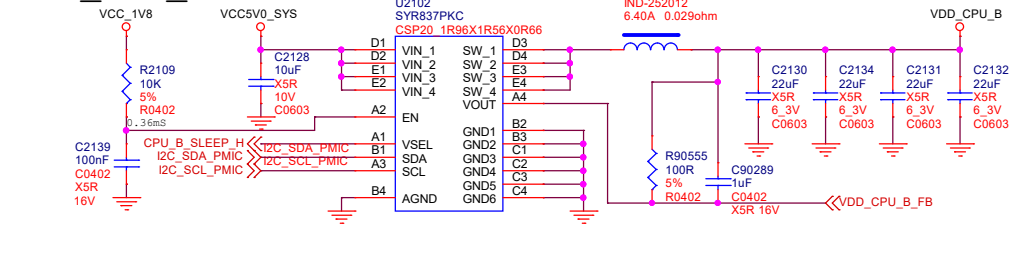 VCC_1V8
R2109
10K
5%
R0402
0.36mS
C2139
100nF
C0402
X5R
16V
VCC5V0_SYS
C2128
10uF
X5R
10V
C0603
CPU_B_SLEEP_H
I2C_SDA_PMIC
I2C_SCL_PMIC
I2C_SDA_PMIC
I2C_SCL_PMIC
U2102
SYR837PKC
CSP20_1R96X1R56X0R66
D1 VIN_1 SW_1 D3
D2 VIN_2 SW_2 D4
E1 VIN_3 SW_3 E3
E2 VIN_4 SW_4 E4
VOUT A4
A2 EN
GND1 B2
A1 VSEL GND2 B3
B1 SDA GND3 C1
A3 SCL GND4 C2
GND5 C3
B4 AGND GND6 C4
IND-252012
6.40A 0.029ohm
R90555
100R
5%
R0402
C90289
1uF
C0402
X5R 16V
VDD_CPU_B_FB
VDD_CPU_B
C2130
22uF
X5R
6_3V
C0603
C2134
22uF
X5R
6_3V
C0603
C2131
22uF
X5R
6_3V
C0603
C2132
22uF
X5R
6_3V
C0603